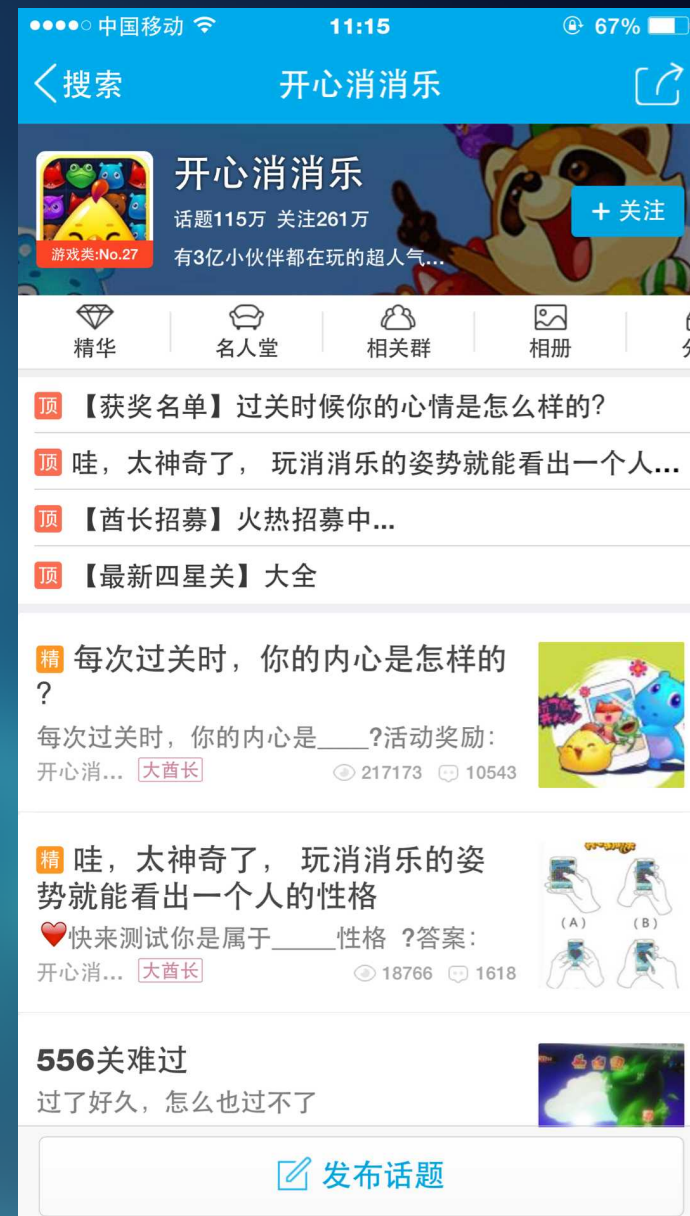 中国移动 11:15 67%
搜索 开心消消乐
开心消消乐
话题115万 关注261万
+ 关注
游戏类:No.27
有3亿小伙伴都在玩的超人气...
精华 名人堂 相关群 相册
顶 【获奖名单】过关时候你的心情是怎么样的?
顶 哇，太神奇了， 玩消消乐的姿势就能看出一个人...
顶 【酋长招募】火热招募中...
顶 【最新四星关】大全
精 每次过关时，你的内心是怎样的
?
每次过关时，你的内心是____?活动奖励：
开心消... 大酋长 217173 10543
精 哇，太神奇了， 玩消消乐的姿
势就能看出一个人的性格
❤快来测试你是属于_____性格 ?答案：
开心消... 大酋长 18766 1618
(A) (B)
556关难过
过了好久，怎么也过不了
发布话题